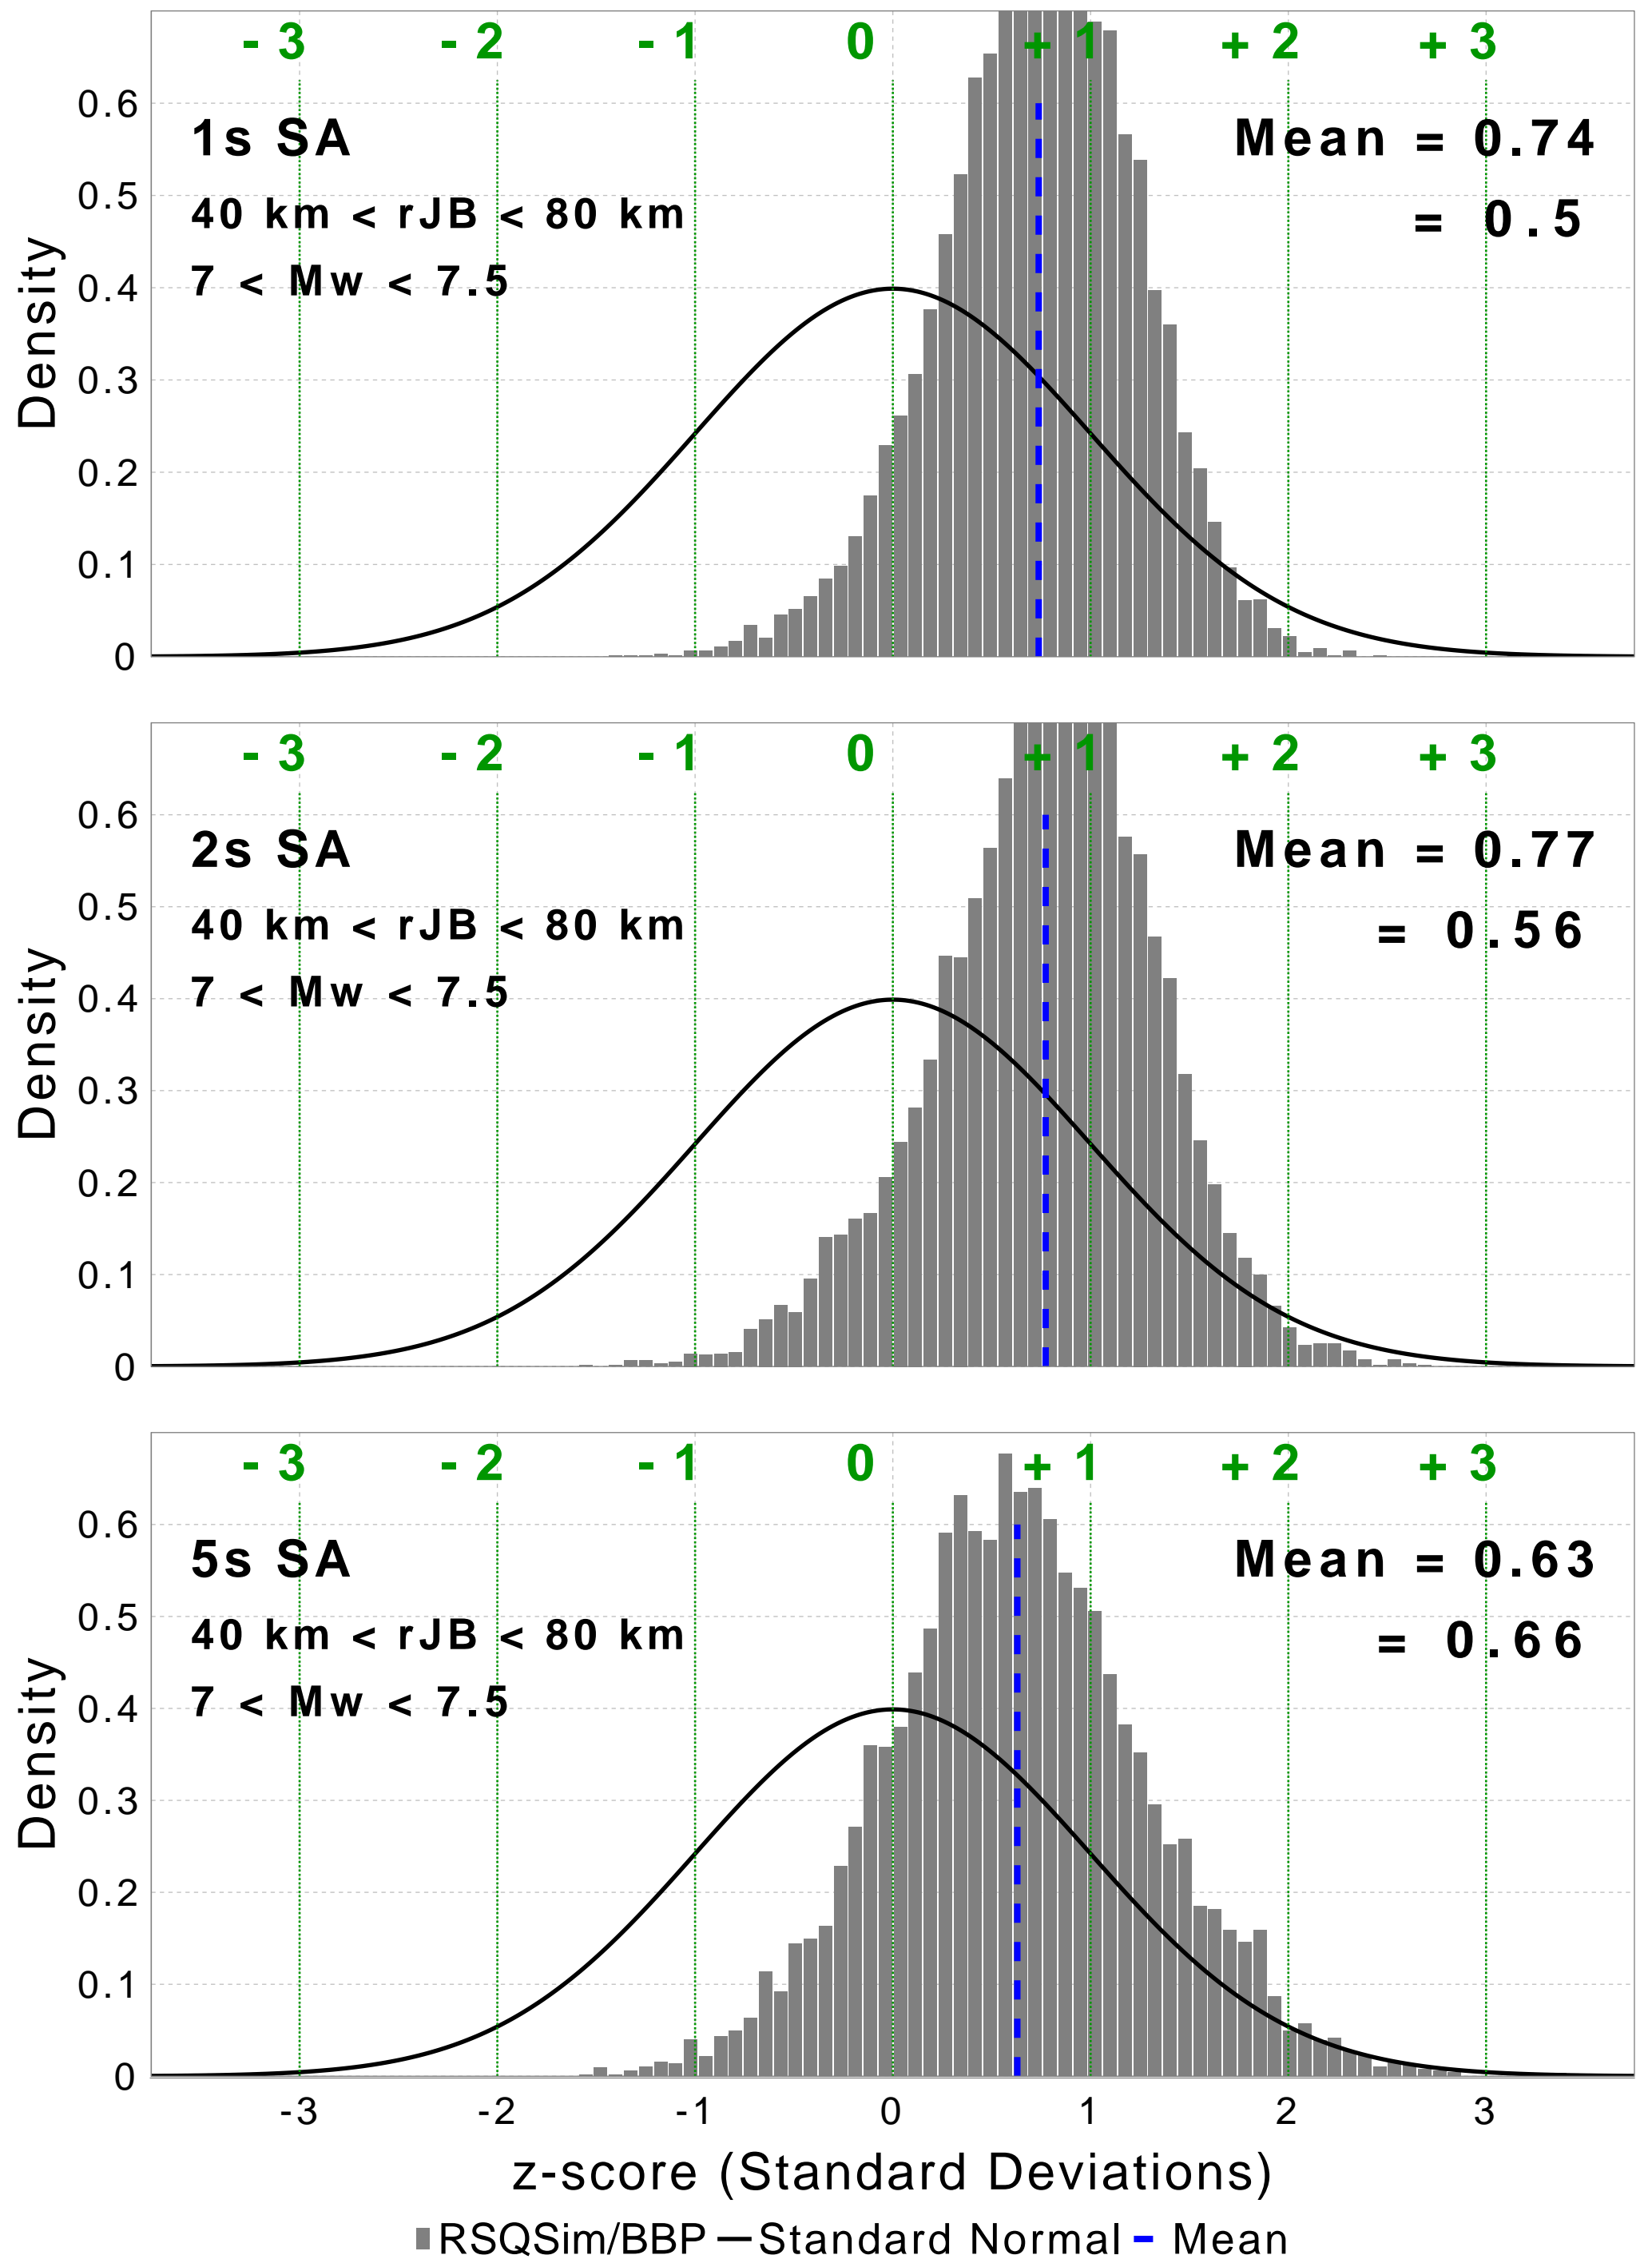 - 3 - 2 - 1 0 + 1 + 2 + 3
0.6
0.5
0.4
0.3
0.2
0.1
0
Density
1s SA
40 km < rJB < 80 km
7 < Mw < 7.5
Mean = 0.74
= 0.5
- 3 - 2 - 1 0 + 1 + 2 + 3
0.6
0.5
0.4
0.3
0.2
0.1
0
Density
2s SA
40 km < rJB < 80 km
7 < Mw < 7.5
Mean = 0.77
= 0.56
- 3 - 2 - 1 0 + 1 + 2 + 3
0.6
0.5
0.4
0.3
0.2
0.1
0
Density
5s SA
40 km < rJB < 80 km
7 < Mw < 7.5
Mean = 0.63
= 0.66
-3 -2 -1 0 1 2 3
z-score (Standard Deviations)
RSQSim/BBP Standard Normal Mean